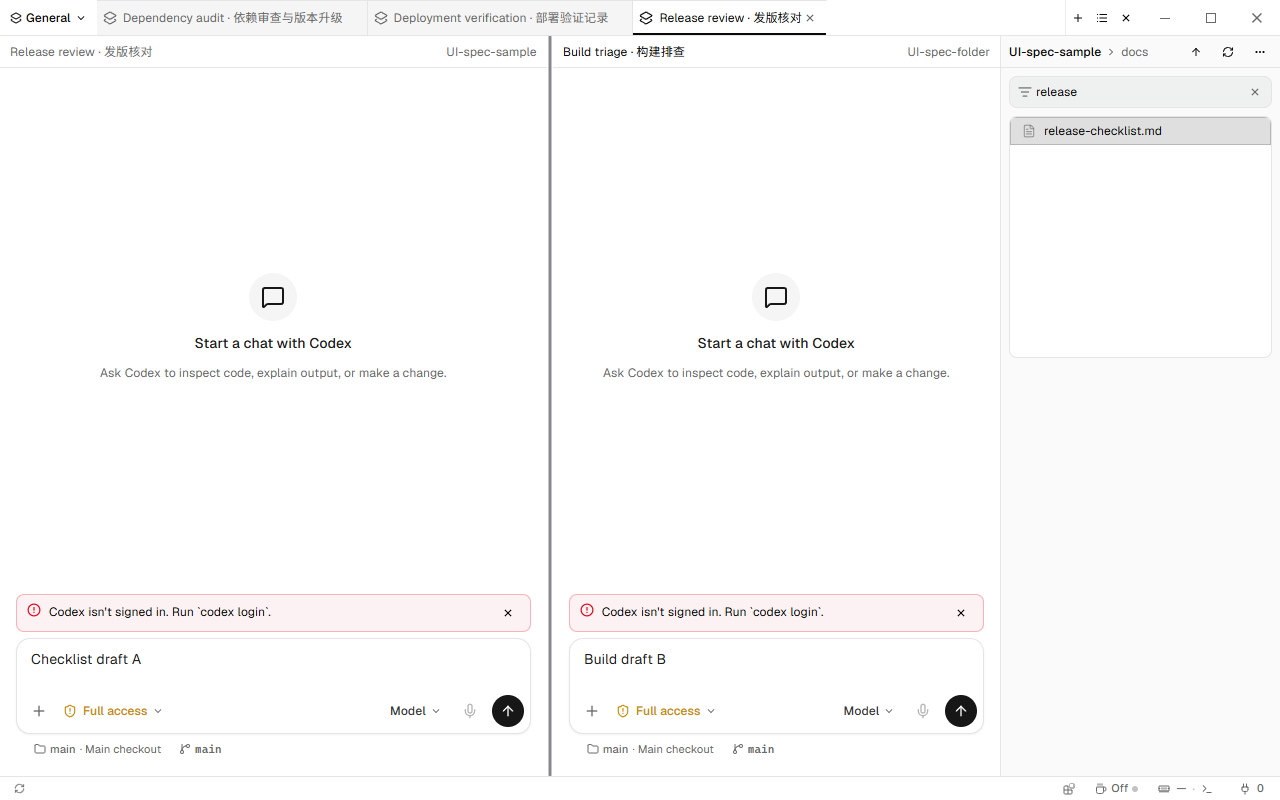 General
Dependency audit · 依赖审查与版本升级
Deployment verification · 部署验证记录
Release review · 发版核对
Release review · 发版核对
UI-spec-sample
Build triage · 构建排查
UI-spec-folder
UI-spec-sample > docs
release
release-checklist.md
Start a chat with Codex
Ask Codex to inspect code, explain output, or make a change.
Start a chat with Codex
Ask Codex to inspect code, explain output, or make a change.
Codex isn't signed in. Run `codex login`.
Codex isn't signed in. Run `codex login`.
Checklist draft A
Build draft B
Full access
Model
Full access
Model
main · Main checkout
main
main · Main checkout
main
Off
— ·
0